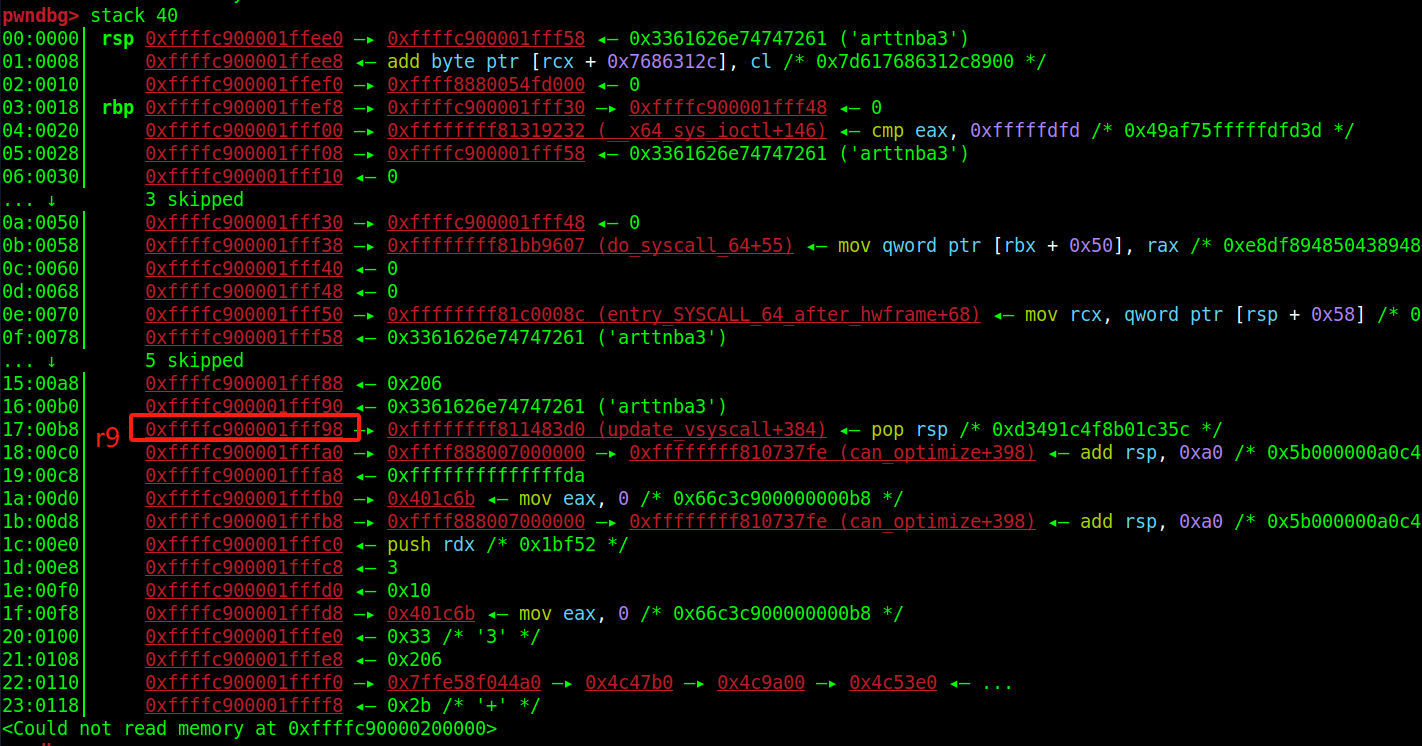 pwndbg> stack 40
00:0000│ rsp 0xffffc900001ffee0 —▸ 0xffffc900001fff58 ◂— 0x3361626e74747261 ('arttnba3')
01:0008│ 0xffffc900001ffee8 ◂— add byte ptr [rcx + 0x7686312c], cl /* 0x7d617686312c8900 */
02:0010│ 0xffffc900001ffef0 —▸ 0xffff8880054fd000 ◂— 0
03:0018│ rbp 0xffffc900001ffef8 —▸ 0xffffc900001fff30 —▸ 0xffffc900001fff48 ◂— 0
04:0020│ 0xffffc900001fff00 —▸ 0xffffffff81319232 (__x64_sys_ioctl+146) ◂— cmp eax, 0xfffffdfd /* 0x49af75fffffdfd3d */
05:0028│ 0xffffc900001fff08 —▸ 0xffffc900001fff58 ◂— 0x3361626e74747261 ('arttnba3')
06:0030│ 0xffffc900001fff10 ◂— 0
... ↓ 3 skipped
0a:0050│ 0xffffc900001fff30 —▸ 0xffffc900001fff48 ◂— 0
0b:0058│ 0xffffc900001fff38 —▸ 0xffffffff81bb9607 (do_syscall_64+55) ◂— mov qword ptr [rbx + 0x50], rax /* 0xe8df894850438948
0c:0060│ 0xffffc900001fff40 ◂— 0
0d:0068│ 0xffffc900001fff48 ◂— 0
0e:0070│ 0xffffc900001fff50 —▸ 0xffffffff81c0008c (entry_SYSCALL_64_after_hwframe+68) ◂— mov rcx, qword ptr [rsp + 0x58] /* 0
0f:0078│ 0xffffc900001fff58 ◂— 0x3361626e74747261 ('arttnba3')
... ↓ 5 skipped
15:00a8│ 0xffffc900001fff88 ◂— 0x206
16:00b0│ 0xffffc900001fff90 ◂— 0x3361626e74747261 ('arttnba3')
17:00b8│ r9 0xffffc900001fff98 —▸ 0xffffffff811483d0 (update_vsyscall+384) ◂— pop rsp /* 0xd3491c4f8b01c35c */
18:00c0│ 0xffffc900001fffa0 —▸ 0xffff888007000000 —▸ 0xffffffff810737fe (can_optimize+398) ◂— add rsp, 0xa0 /* 0x5b000000a0c4
19:00c8│ 0xffffc900001fffa8 ◂— 0xffffffffffffffda
1a:00d0│ 0xffffc900001fffb0 —▸ 0x401c6b ◂— mov eax, 0 /* 0x66c3c900000000b8 */
1b:00d8│ 0xffffc900001fffb8 —▸ 0xffff888007000000 —▸ 0xffffffff810737fe (can_optimize+398) ◂— add rsp, 0xa0 /* 0x5b000000a0c4
1c:00e0│ 0xffffc900001fffc0 ◂— push rdx /* 0x1bf52 */
1d:00e8│ 0xffffc900001fffc8 ◂— 3
1e:00f0│ 0xffffc900001fffd0 ◂— 0x10
1f:00f8│ 0xffffc900001fffd8 —▸ 0x401c6b ◂— mov eax, 0 /* 0x66c3c900000000b8 */
20:0100│ 0xffffc900001fffe0 ◂— 0x33 /* '3' */
21:0108│ 0xffffc900001fffe8 ◂— 0x206
22:0110│ 0xffffc900001ffff0 —▸ 0x7ffe58f044a0 —▸ 0x4c47b0 —▸ 0x4c9a00 —▸ 0x4c53e0 ◂— ...
23:0118│ 0xffffc900001ffff8 ◂— 0x2b /* '+' */
<Could not read memory at 0xffffc90000200000>